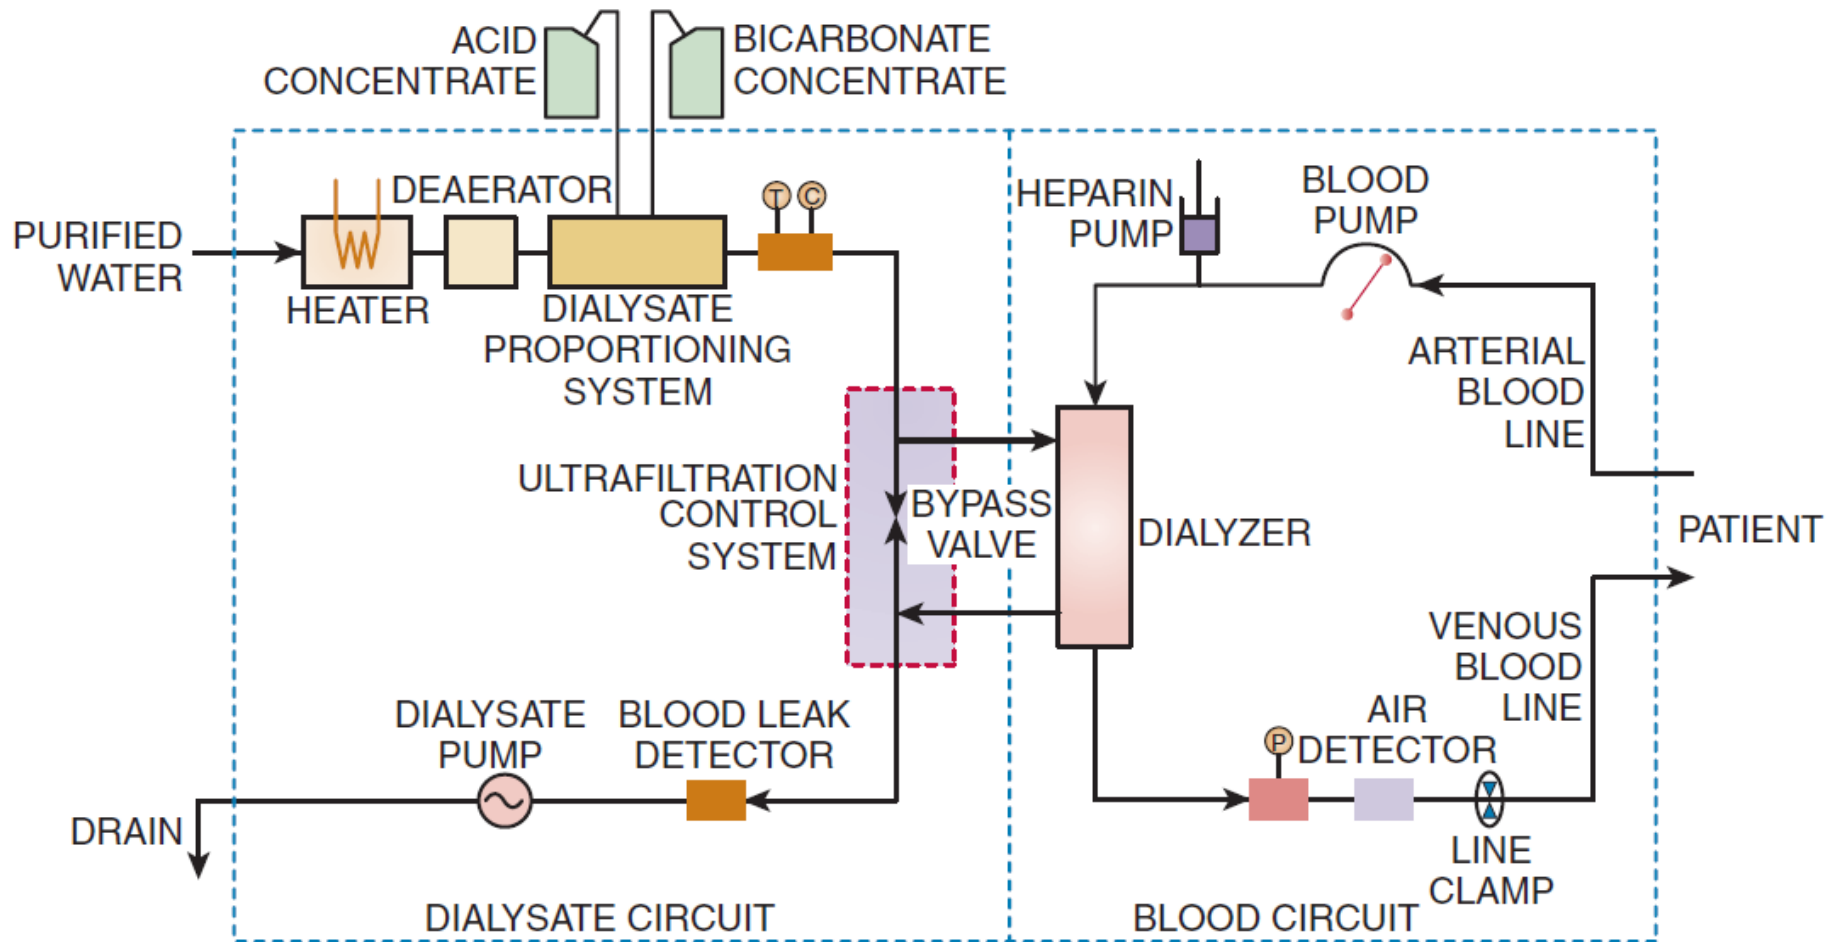 ACID
CONCENTRATE
BICARBONATE
CONCENTRATE
PURIFIED
WATER
HEATER
DEAERATOR
DIALYSATE
PROPORTIONING
SYSTEM
T
C
HEPARIN
PUMP
BLOOD
PUMP
ARTERIAL
BLOOD
LINE
ULTRAFILTRATION
CONTROL
SYSTEM
BYPASS
VALVE
DIALYZER
PATIENT
VENOUS
BLOOD
LINE
DIALYSATE
PUMP
BLOOD LEAK
DETECTOR
P
AIR
DETECTOR
LINE
CLAMP
DRAIN
DIALYSATE CIRCUIT
BLOOD CIRCUIT